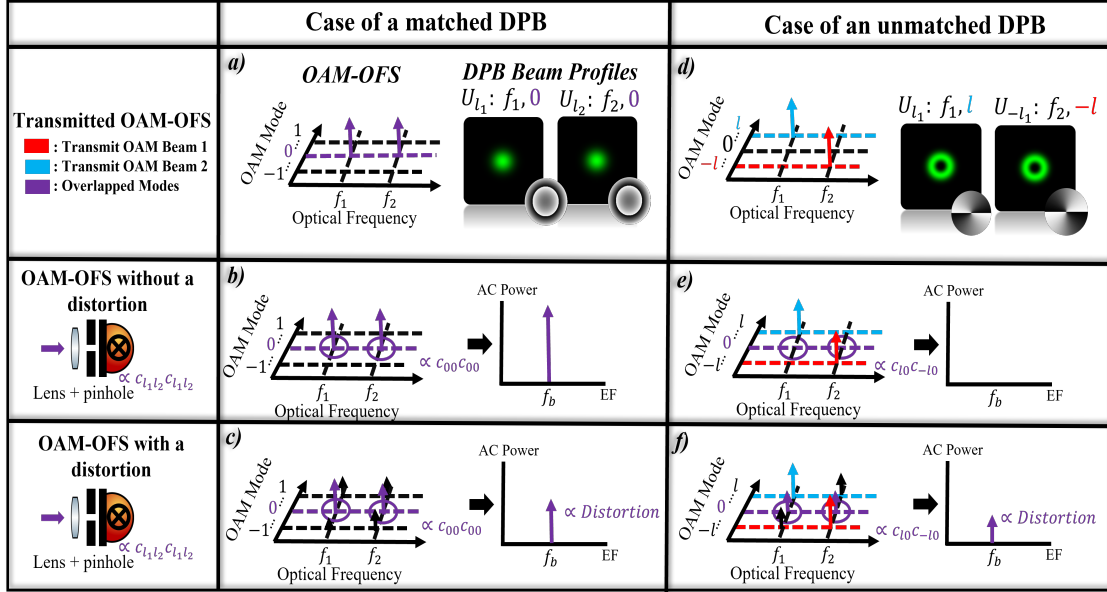 Case of a matched DPB
Case of an unmatched DPB
Transmitted OAM-OFS
: Transmit OAM Beam 1
: Transmit OAM Beam 2
: Overlapped Modes
a)
OAM-OFS
DPB Beam Profiles
U_{l_1}: f_1, 0
U_{l_2}: f_2, 0
OAM Mode
1
0
−1
f_1
f_2
Optical Frequency
d)
U_{l_1}: f_1, l
U_{-l_1}: f_2, −l
OAM Mode
l
0
−l
f_1
f_2
Optical Frequency
OAM-OFS without a
distortion
∝ c_{l_1l_2}c_{l_1l_2}
Lens + pinhole
b)
OAM Mode
1
0
−1
f_1
f_2
Optical Frequency
∝ c_{00}c_{00}
AC Power
f_b
EF
e)
OAM Mode
l
0
−l
f_1
f_2
Optical Frequency
∝ c_{l0}c_{−l0}
AC Power
f_b
EF
OAM-OFS with a
distortion
∝ c_{l_1l_2}c_{l_1l_2}
Lens + pinhole
c)
OAM Mode
1
0
−1
f_1
f_2
Optical Frequency
∝ c_{00}c_{00}
AC Power
∝ Distortion
f_b
EF
f)
OAM Mode
l
0
−l
f_1
f_2
Optical Frequency
∝ c_{l0}c_{−l0}
AC Power
∝ Distortion
f_b
EF